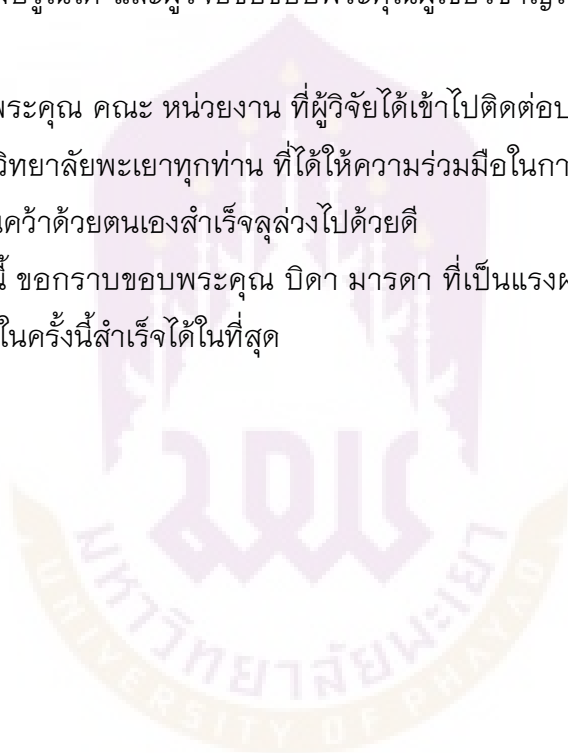 พระคุณ คณะ หน่วยงาน ที่ผู้วิจัยได้เข้าไปติดต่อ
วิทยาลัยพะเยาทุกท่าน ที่ได้ให้ความร่วมมือในกา
นคว้าด้วยตนเองสำเร็จลุล่วงไปด้วยดี
นี้ ขอกราบขอบพระคุณ บิดา มารดา ที่เป็นแรงผ
ในครั้งนี้สำเร็จได้ในที่สุด
มหาวิทยาลัยพะเยา
UNIVERSITY OF PHAYAO